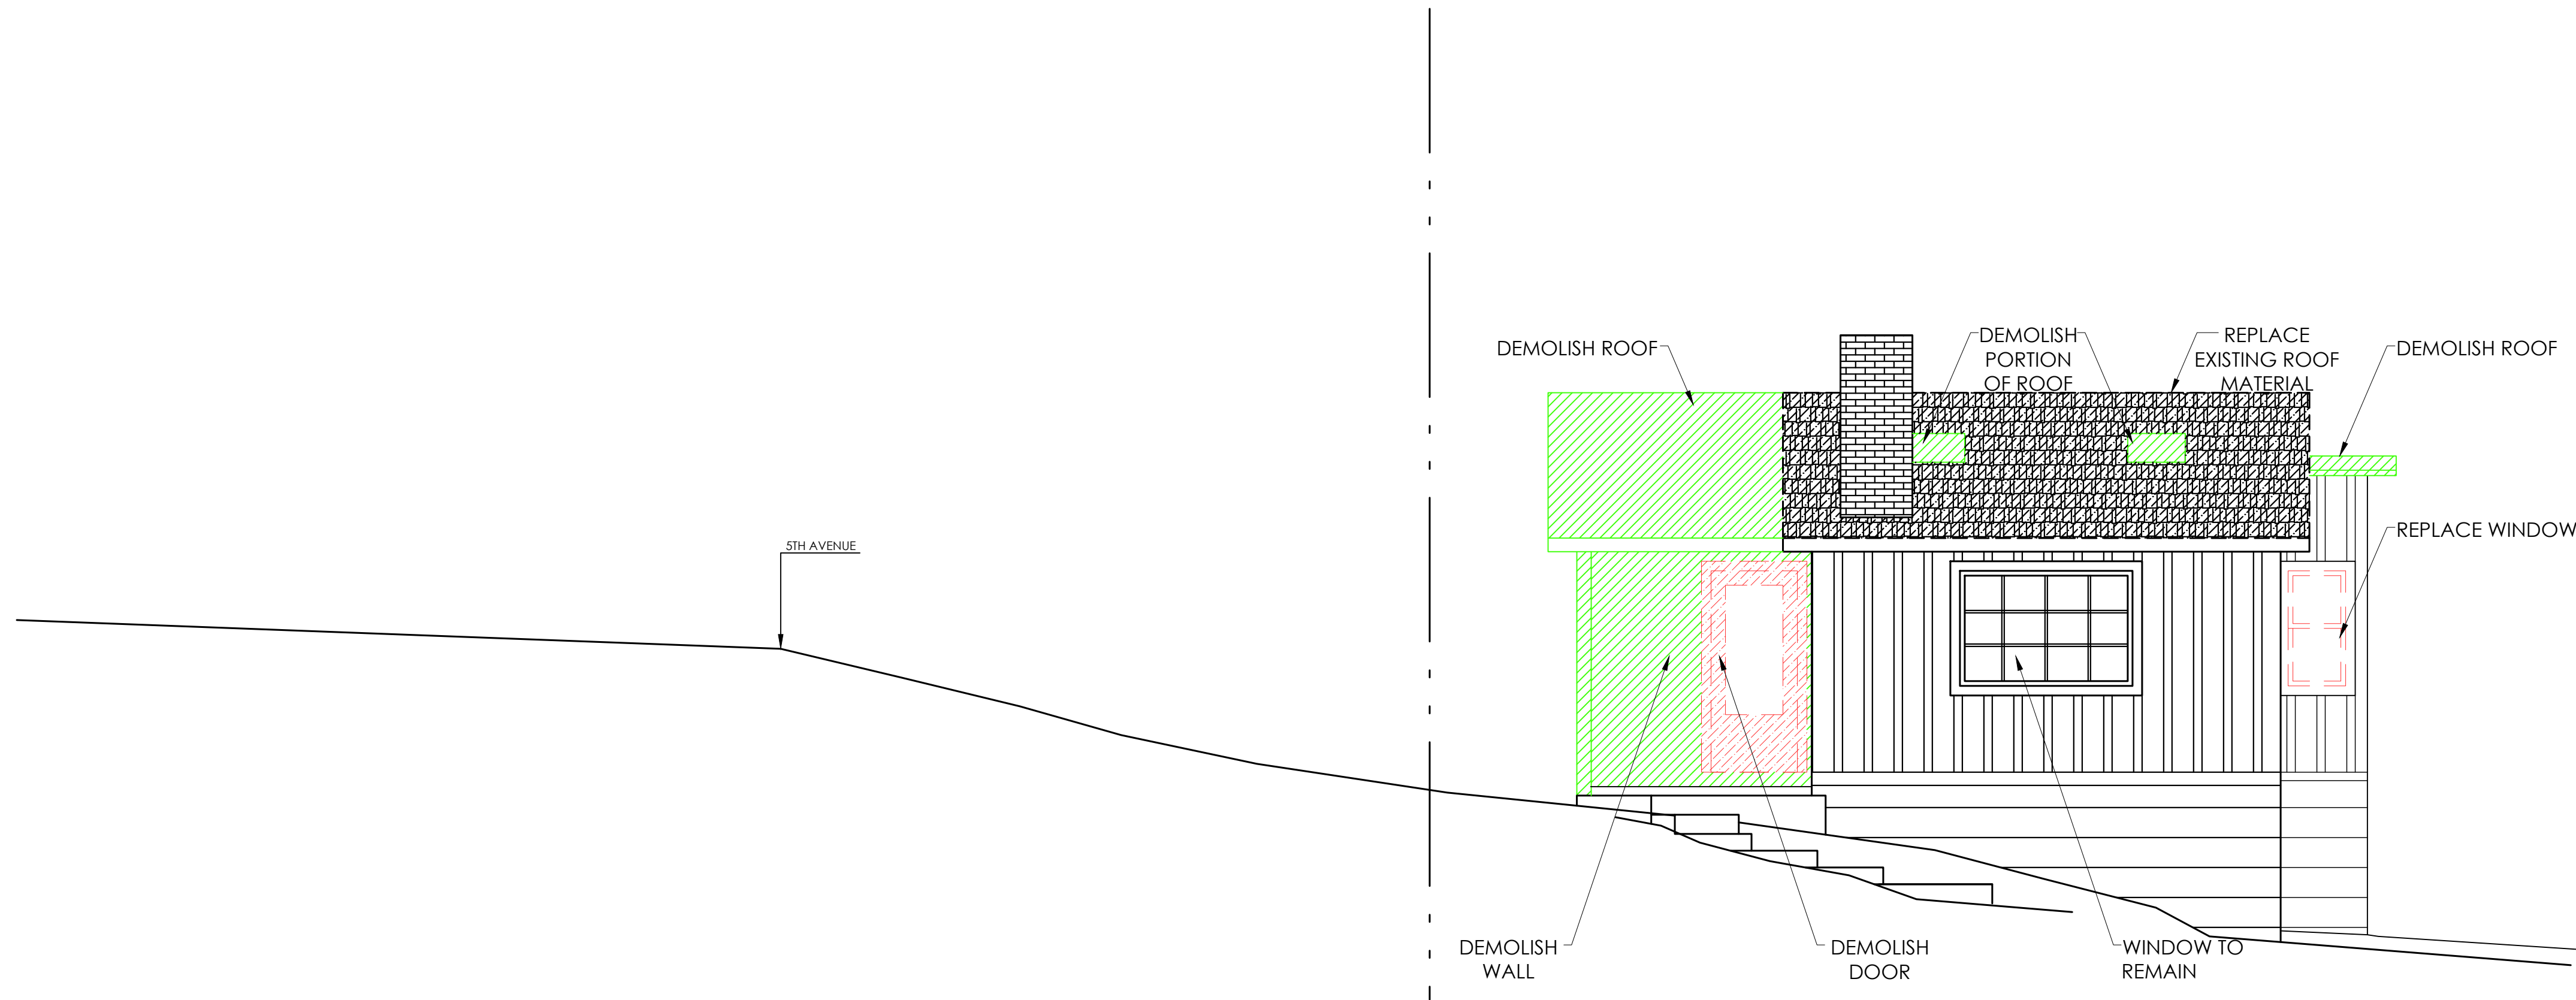 DEMOLISH ROOF
DEMOLISH
PORTION
OF ROOF
REPLACE
EXISTING ROOF
MATERIAL
DEMOLISH ROOF
REPLACE WINDOW
5TH AVENUE
DEMOLISH
WALL
DEMOLISH
DOOR
WINDOW TO
REMAIN